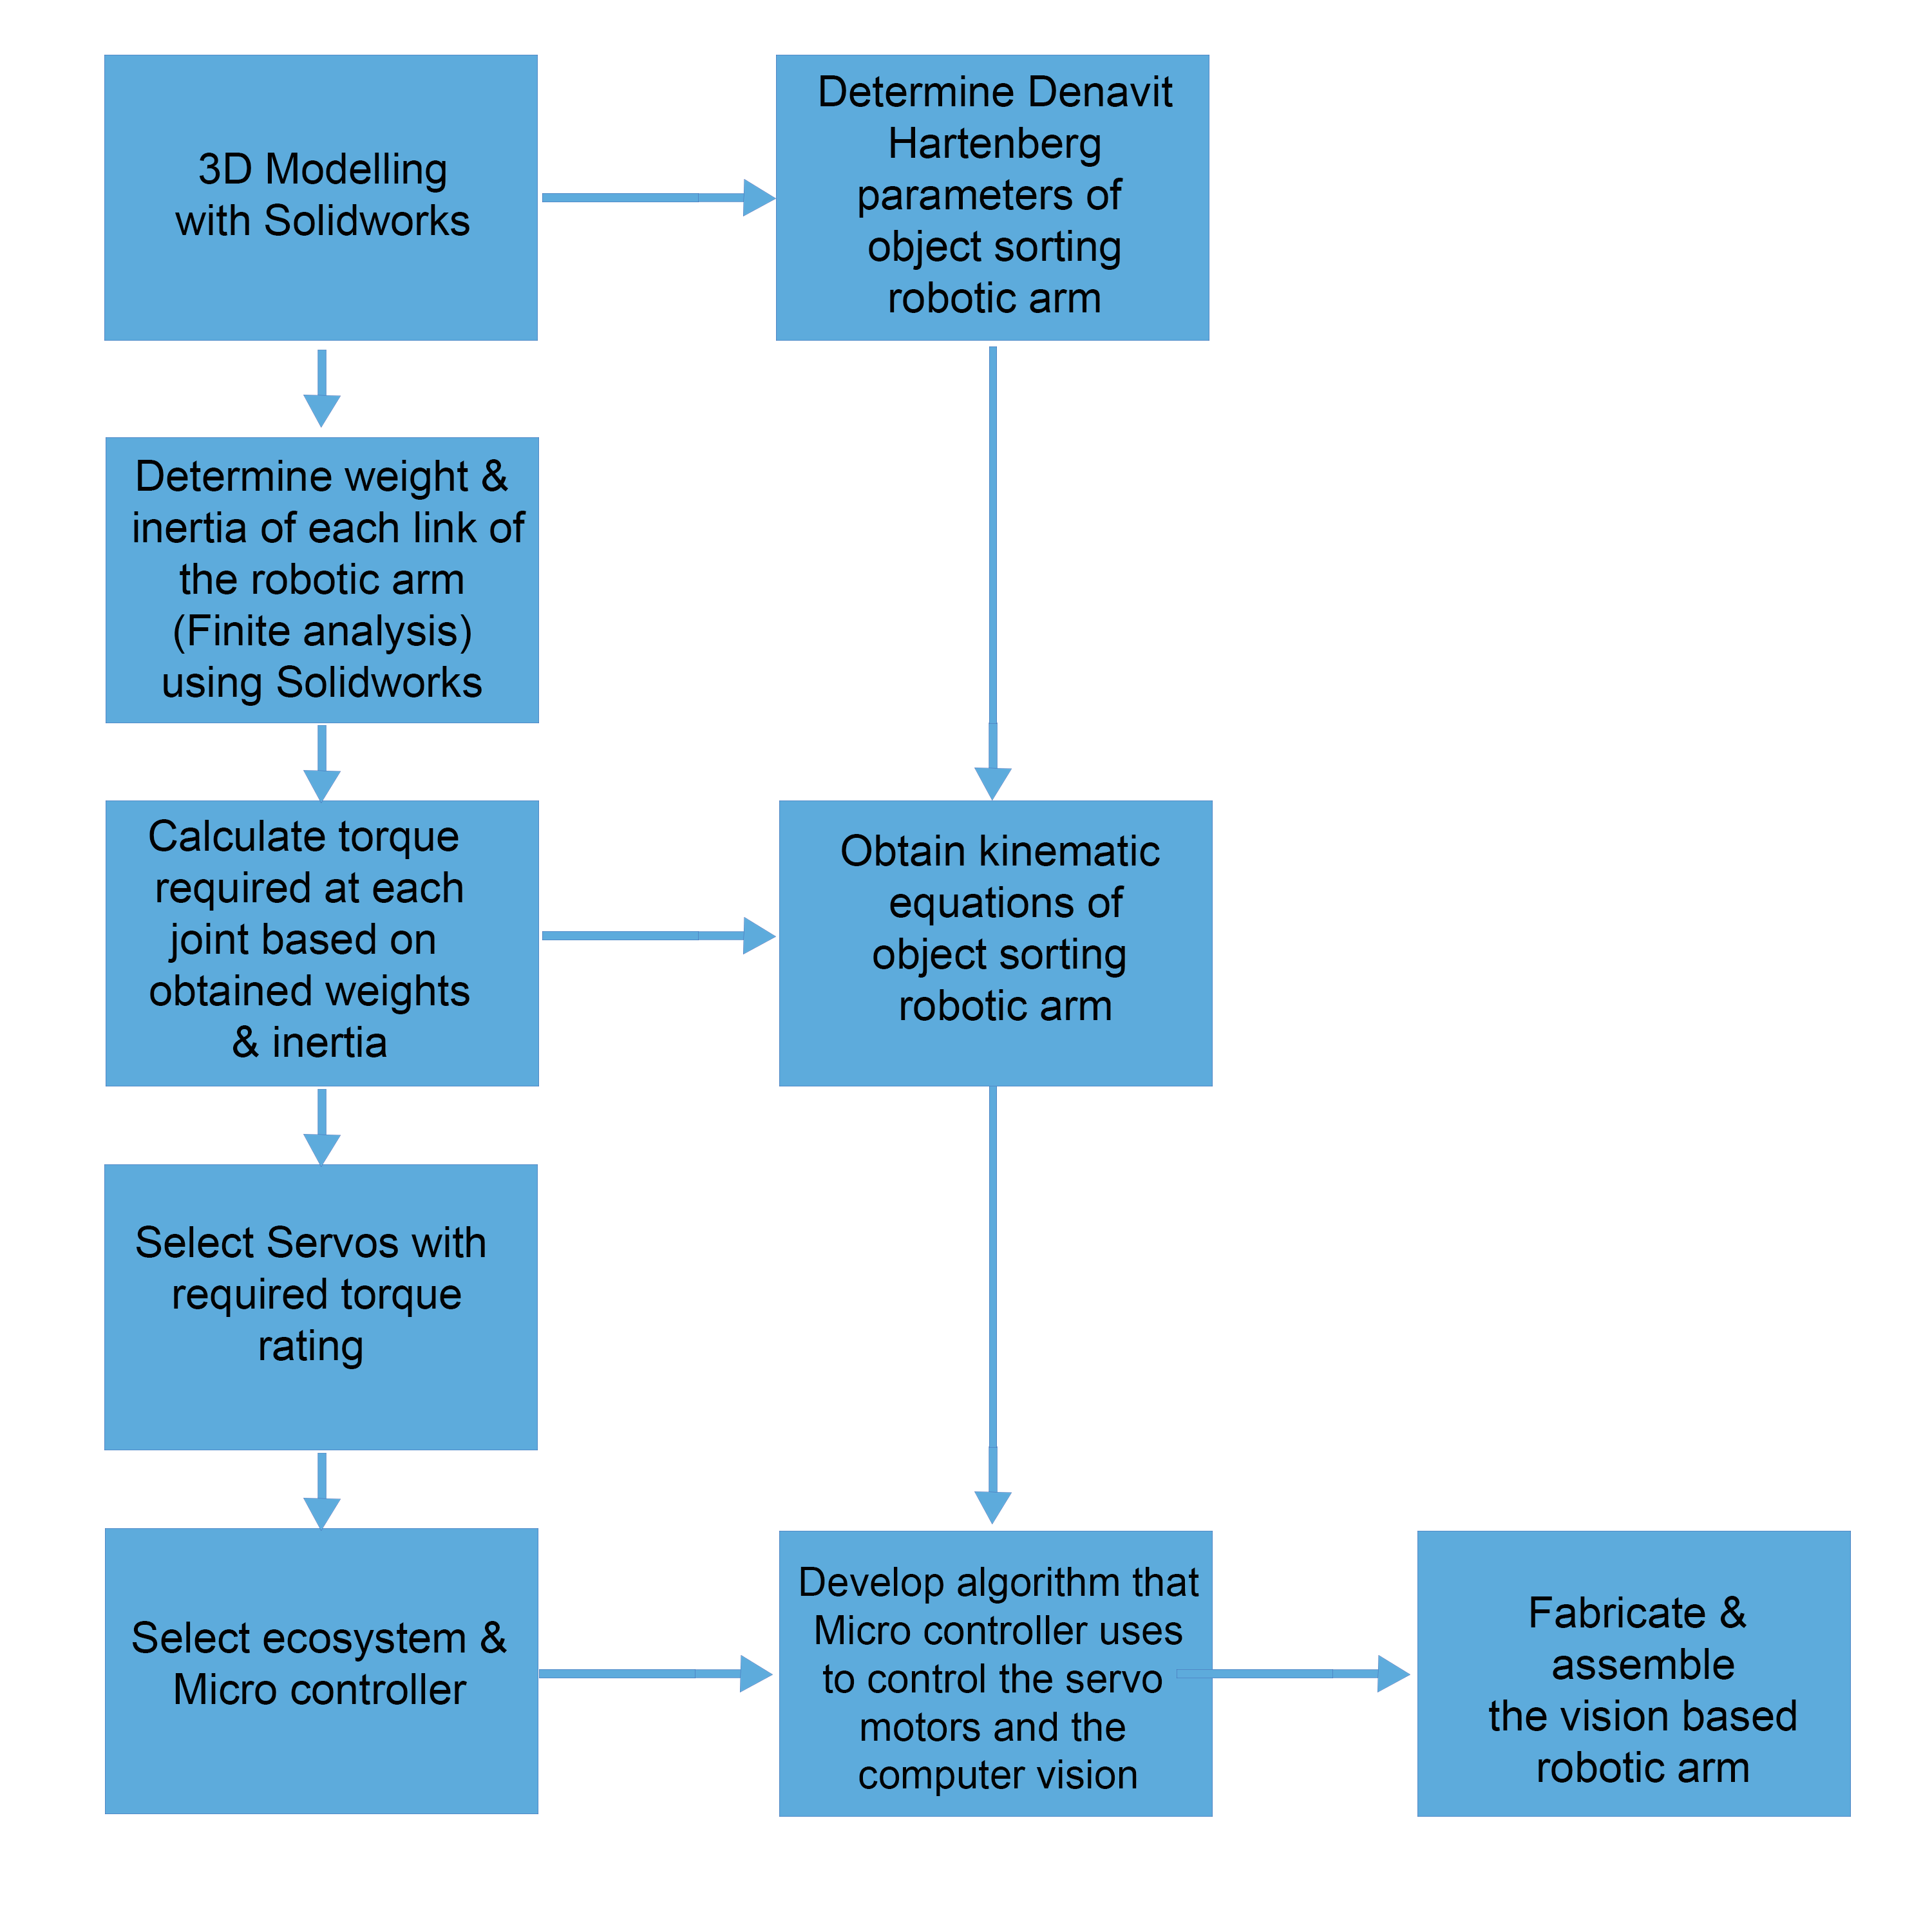 3D Modelling
with Solidworks
Determine Denavit
Hartenberg
parameters of
object sorting
robotic arm
Determine weight &
inertia of each link of
the robotic arm
(Finite analysis)
using Solidworks
Calculate torque
required at each
joint based on
obtained weights
& inertia
Obtain kinematic
equations of
object sorting
robotic arm
Select Servos with
required torque
rating
Select ecosystem &
Micro controller
Develop algorithm that
Micro controller uses
to control the servo
motors and the
computer vision
Fabricate &
assemble
the vision based
robotic arm